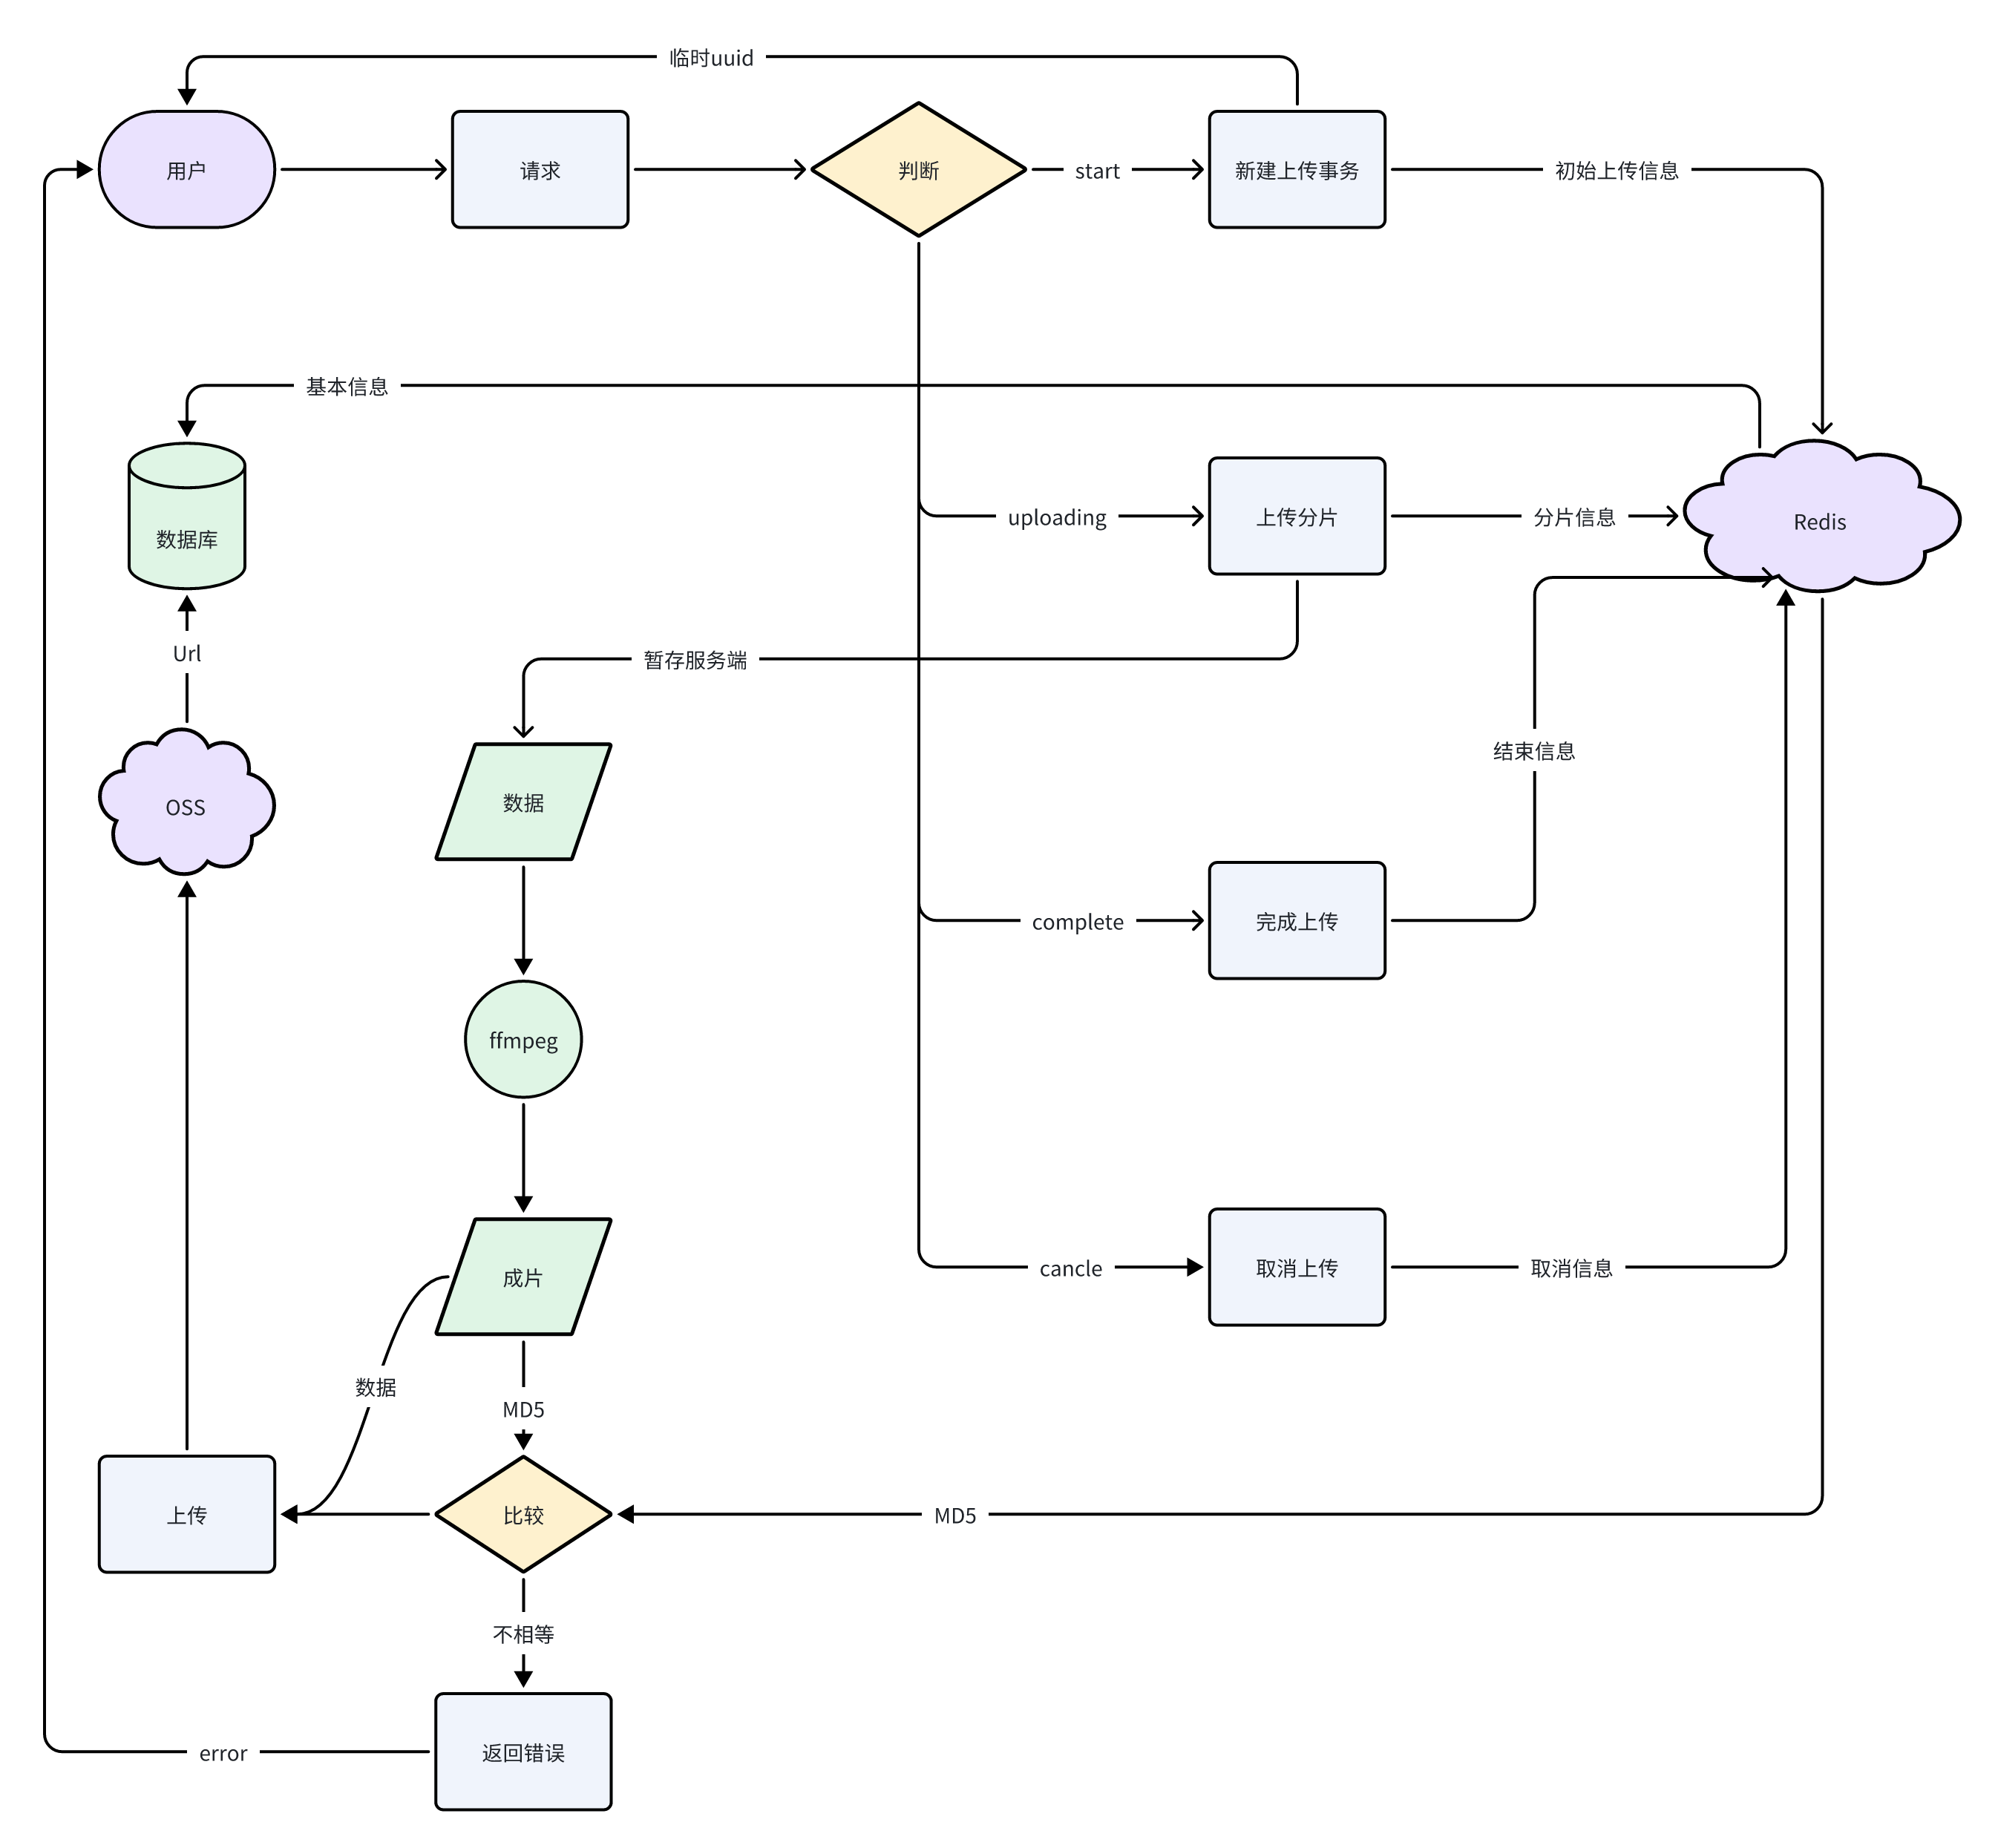 临时uuid
用户
请求
判断
start
新建上传事务
初始上传信息
基本信息
数据库
uploading
上传分片
分片信息
Redis
Url
暂存服务端
结束信息
OSS
数据
complete
完成上传
ffmpeg
成片
cancle
取消上传
取消信息
数据
MD5
上传
比较
MD5
不相等
error
返回错误